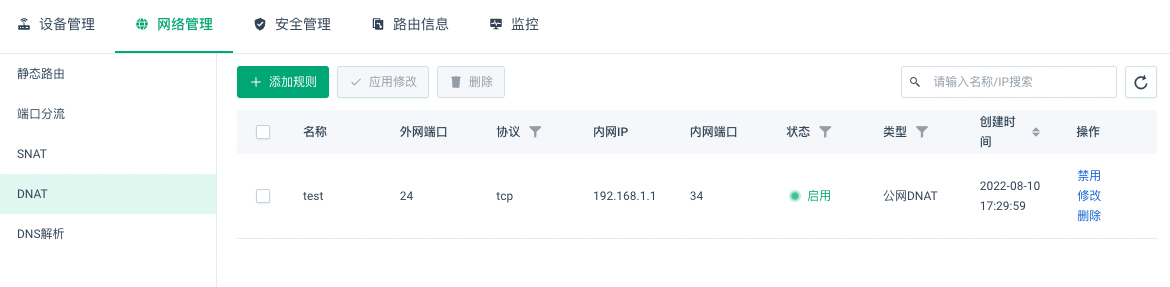 设备管理 网络管理 安全管理 路由信息 监控
静态路由
端口分流
SNAT
DNAT
DNS解析
添加规则 应用修改 删除 请输入名称/IP搜索
名称 外网端口 协议 内网IP 内网端口 状态 类型 创建时 操作
间
test 24 tcp 192.168.1.1 34 启用 公网DNAT 2022-08-10 禁用
17:29:59 修改
删除